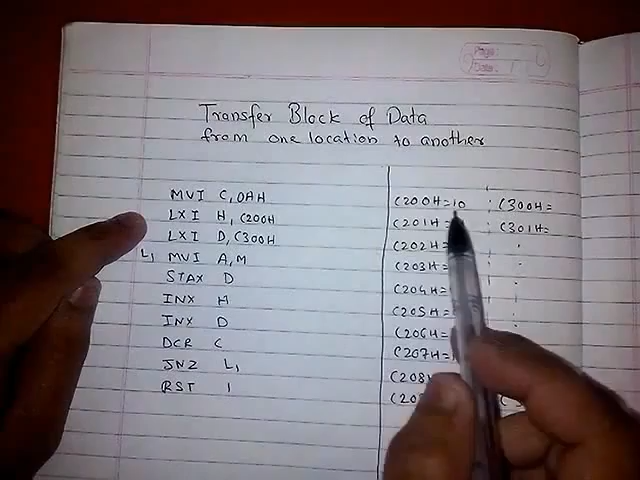 Page:
Date: /
Transfer Block of Data
from one location to another
MVI C, 0AH
LXI H, C200H
LXI D, C300H
L1 MVI A, M
STAX D
INX H
INX D
DCR C
JNZ L1
RST 1
C200H=10 : C300H=
C201H= : C301H=
C202H=
C203H=
C204H=
C205H=
C206H=
C207H=
C208H